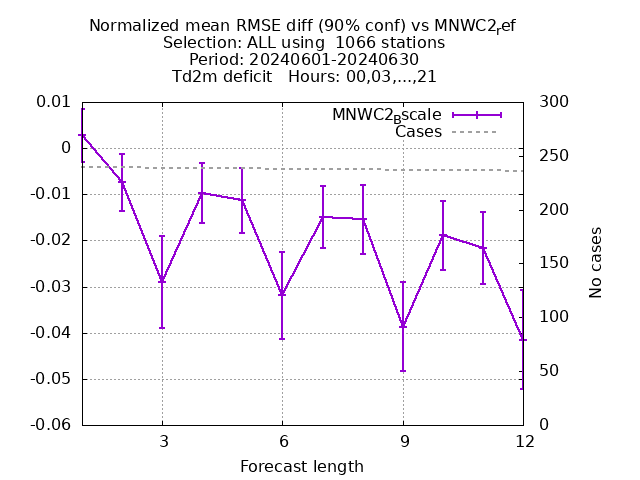 Normalized mean RMSE diff (90% conf) vs MNWC2_ref
Selection: ALL using  1066 stations
Period: 20240601-20240630
Td2m deficit   Hours: 00,03,...,21
0.01
0
-0.01
-0.02
-0.03
-0.04
-0.05
-0.06
MNWC2_Bscale
Cases
300
250
200
150
100
50
0
No cases
3
6
9
12
Forecast length